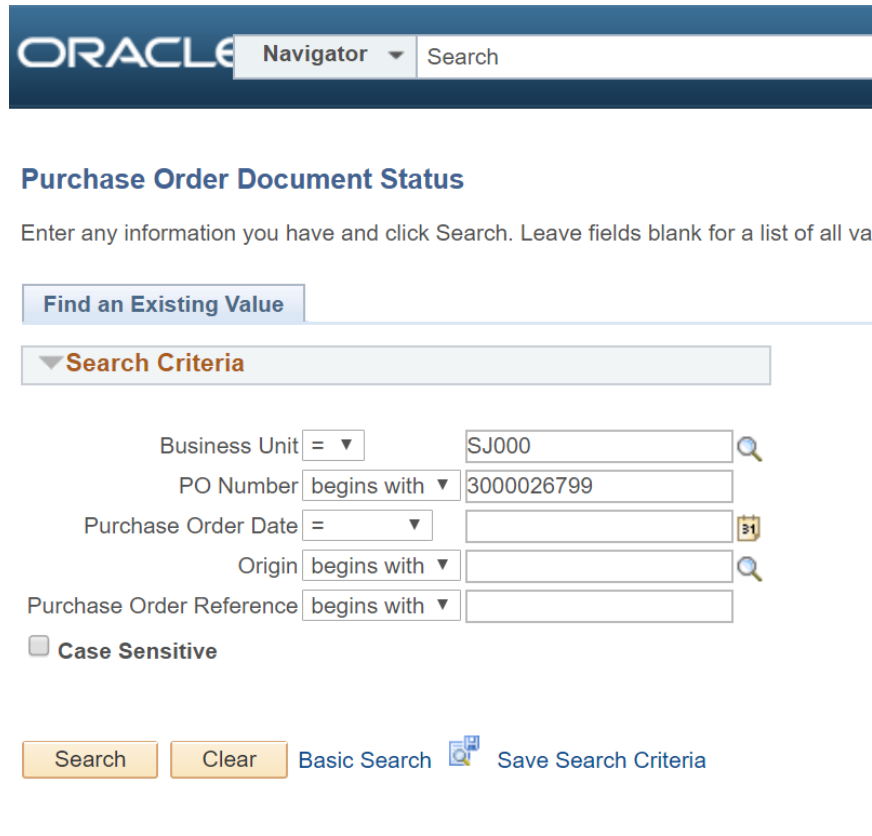 ORACLE Navigator Search
Purchase Order Document Status
Enter any information you have and click Search. Leave fields blank for a list of all va
Find an Existing Value
Search Criteria
Business Unit = SJ000
PO Number begins with 3000026799
Purchase Order Date = 31
Origin begins with
Purchase Order Reference begins with
Case Sensitive
Search Clear Basic Search Save Search Criteria